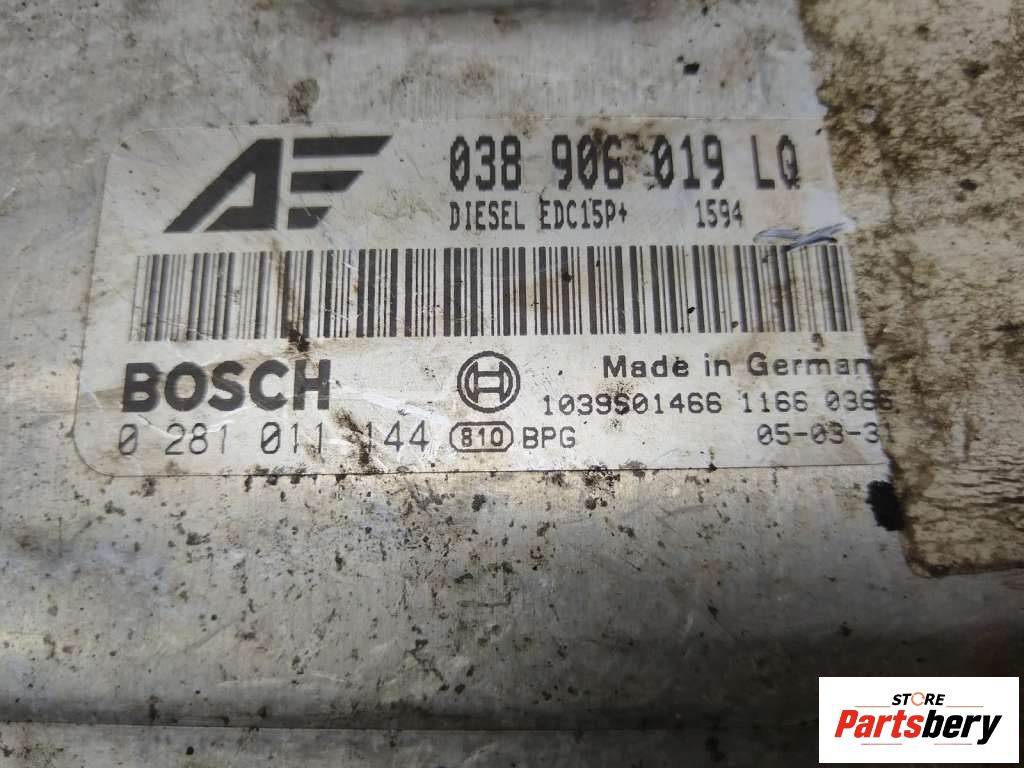 AE 038 906 019 LQ
DIESEL EDC15P+ 1594
BOSCH Made in German
1039S01466 1166 0366
0 281 011 144 810 BPG 05-03-31
STORE
Partsbery